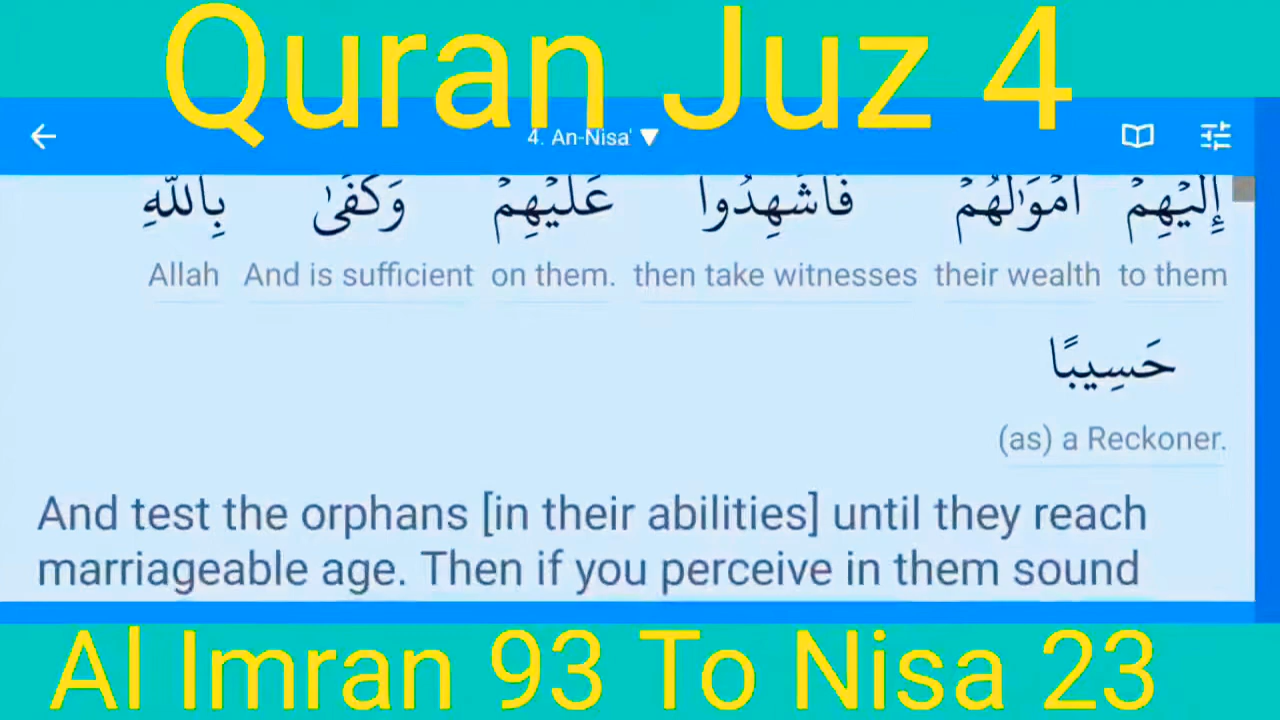 Quran Juz 4
4. An-Nisa' ▼
إِلَيْهِمْ أَمْوَٰلَهُمْ فَأَشْهِدُوا۟ عَلَيْهِمْ وَكَفَىٰ بِٱللَّهِ
Allah And is sufficient on them. then take witnesses their wealth to them
حَسِيبًا
(as) a Reckoner.
And test the orphans [in their abilities] until they reach
marriageable age. Then if you perceive in them sound
Al Imran 93 To Nisa 23